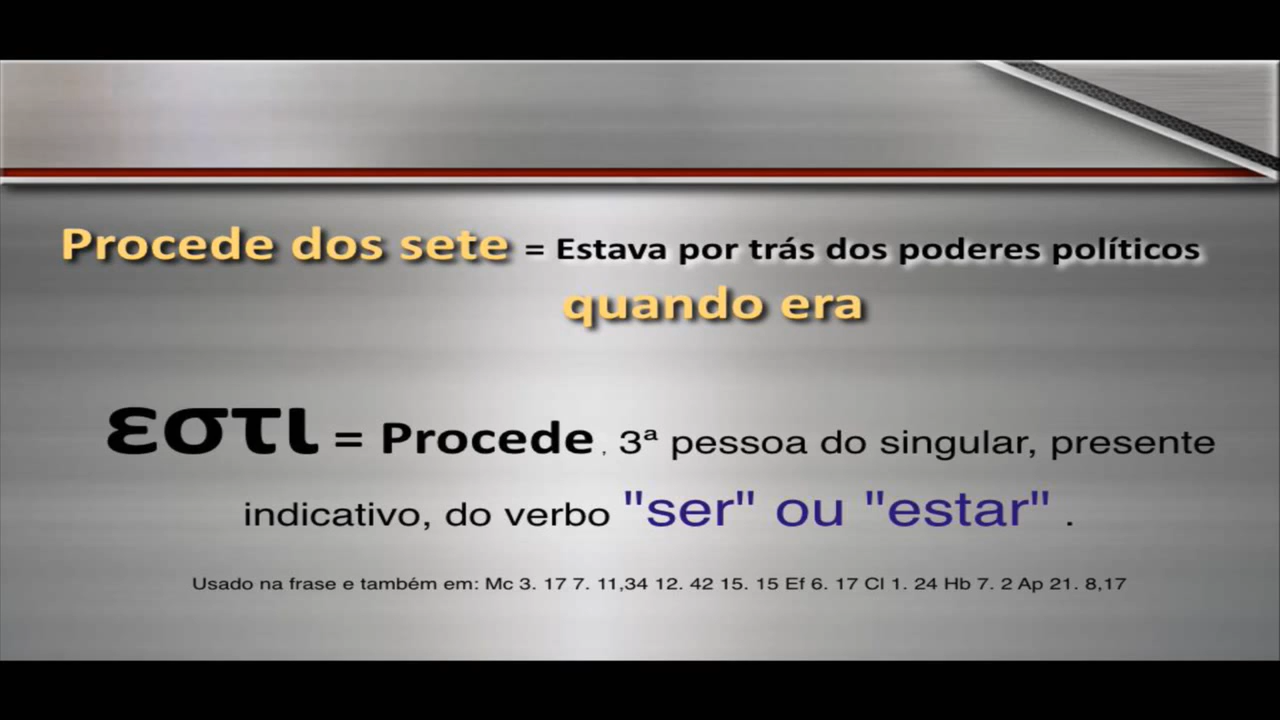 Procede dos sete = Estava por trás dos poderes políticos
quando era
εστι = Procede , 3ª pessoa do singular, presente
indicativo, do verbo "ser" ou "estar" .
Usado na frase e também em: Mc 3. 17 7. 11,34 12. 42 15. 15 Ef 6. 17 Cl 1. 24 Hb 7. 2 Ap 21. 8,17